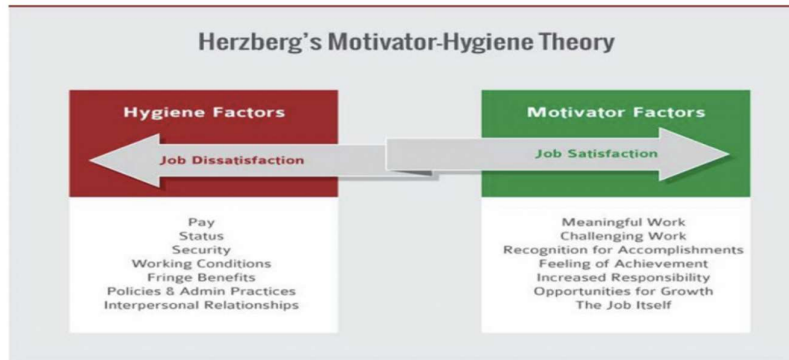 Herzberg's Motivator-Hygiene Theory
Hygiene Factors
Job Dissatisfaction
Pay
Status
Security
Working Conditions
Fringe Benefits
Policies & Admin Practices
Interpersonal Relationships
Motivator Factors
Job Satisfaction
Meaningful Work
Challenging Work
Recognition for Accomplishments
Feeling of Achievement
Increased Responsibility
Opportunities for Growth
The Job Itself